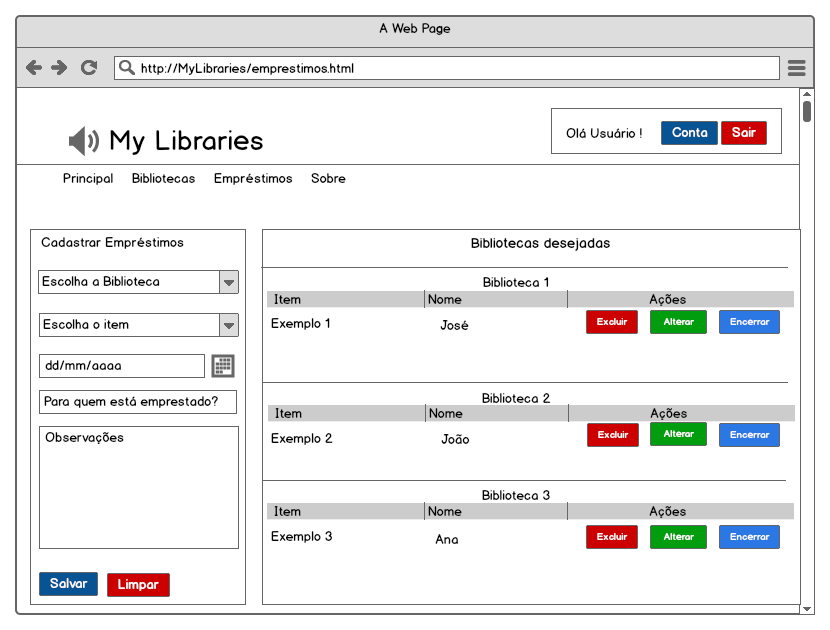 A Web Page
http://MyLibraries/emprestimos.html
My Libraries
Olá Usuário !
Conta
Sair
Principal
Bibliotecas
Empréstimos
Sobre
Cadastrar Empréstimos
Escolha a Biblioteca
Escolha o item
dd/mm/aaaa
Para quem está emprestado?
Observações
Salvar
Limpar
Bibliotecas desejadas
Biblioteca 1
Item Nome Ações
Exemplo 1 José Excluir Alterar Encerrar
Biblioteca 2
Item Nome Ações
Exemplo 2 João Excluir Alterar Encerrar
Biblioteca 3
Item Nome Ações
Exemplo 3 Ana Excluir Alterar Encerrar